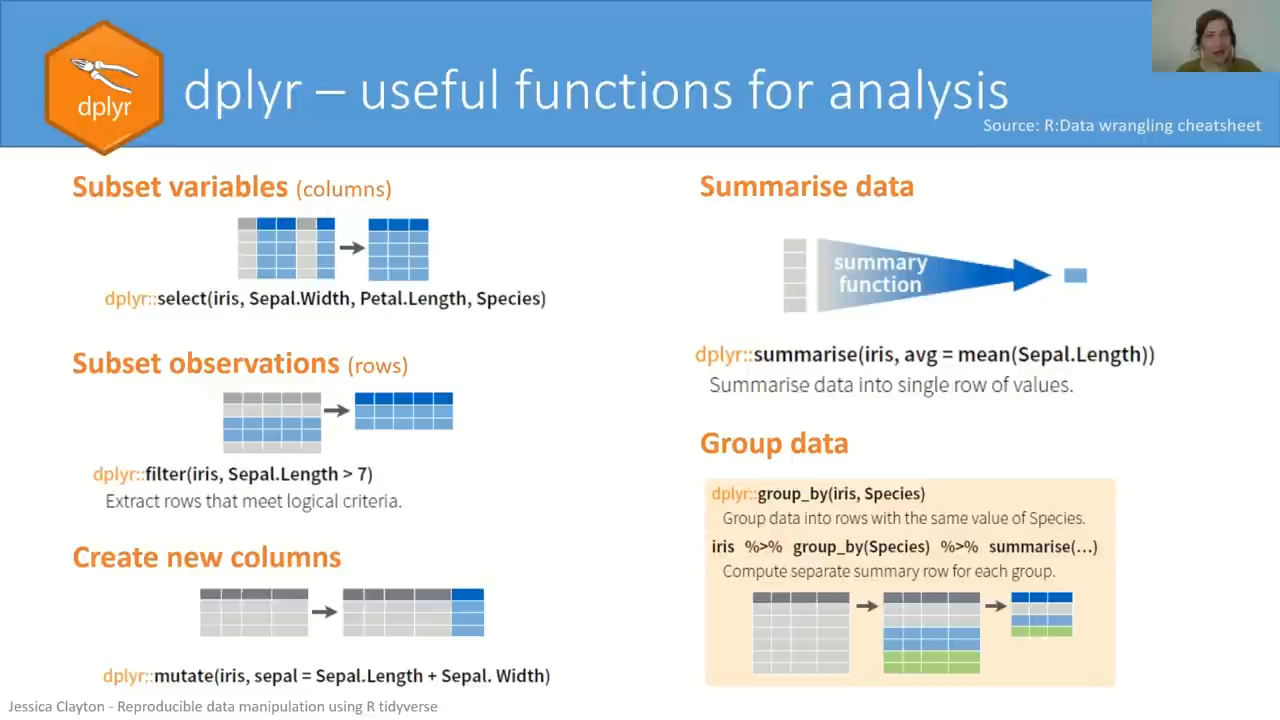 dplyr
dplyr – useful functions for analysis
Source: R:Data wrangling cheatsheet
Subset variables (columns)
dplyr::select(iris, Sepal.Width, Petal.Length, Species)
Subset observations (rows)
dplyr::filter(iris, Sepal.Length > 7)
Extract rows that meet logical criteria.
Create new columns
dplyr::mutate(iris, sepal = Sepal.Length + Sepal. Width)
Summarise data
summary
function
dplyr::summarise(iris, avg = mean(Sepal.Length))
Summarise data into single row of values.
Group data
dplyr::group_by(iris, Species)
Group data into rows with the same value of Species.
iris %>% group_by(Species) %>% summarise(…)
Compute separate summary row for each group.
Jessica Clayton - Reproducible data manipulation using R tidyverse